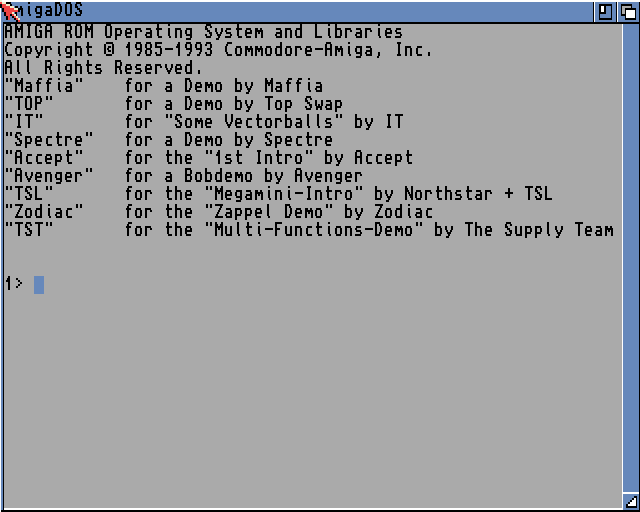 AmigaDOS
AMIGA ROM Operating System and Libraries
Copyright © 1985-1993 Commodore-Amiga, Inc.
All Rights Reserved.
"Maffia"    for a Demo by Maffia
"TOP"       for a Demo by Top Swap
"IT"        for "Some Vectorballs" by IT
"Spectre"   for a Demo by Spectre
"Accept"    for the "1st Intro" by Accept
"Avenger"   for a Bobdemo by Avenger
"TSL"       for the "Megamini-Intro" by Northstar + TSL
"Zodiac"    for the "Zappel Demo" by Zodiac
"TST"       for the "Multi-Functions-Demo" by The Supply Team
1>